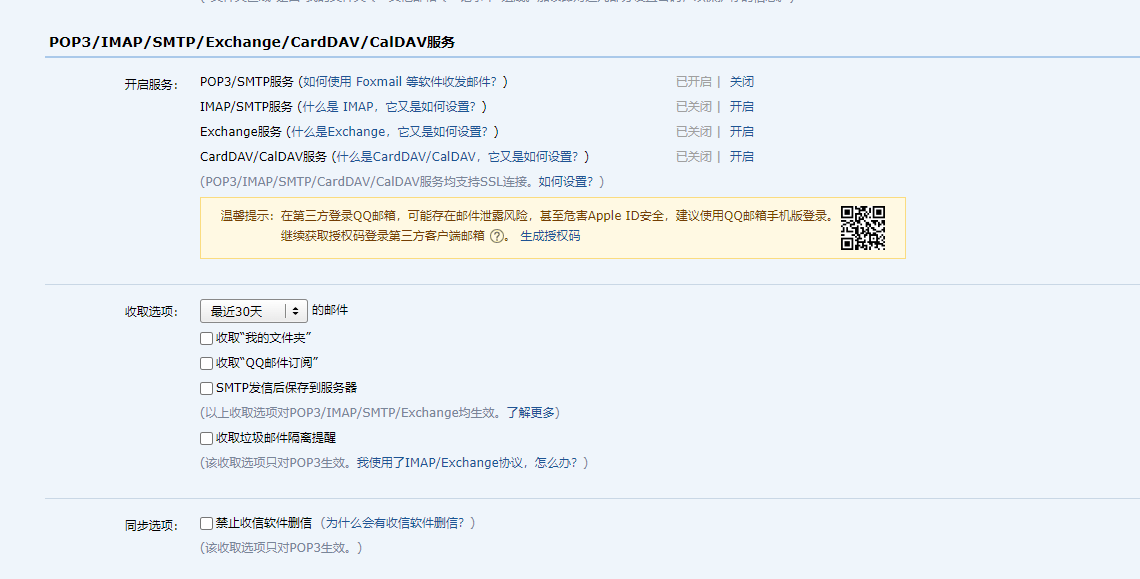 POP3/IMAP/SMTP/Exchange/CardDAV/CalDAV服务
开启服务： POP3/SMTP服务 (如何使用 Foxmail 等软件收发邮件？) 已开启 | 关闭
IMAP/SMTP服务 (什么是 IMAP，它又是如何设置？) 已关闭 | 开启
Exchange服务 (什么是Exchange，它又是如何设置？) 已关闭 | 开启
CardDAV/CalDAV服务 (什么是CardDAV/CalDAV，它又是如何设置？) 已关闭 | 开启
(POP3/IMAP/SMTP/CardDAV/CalDAV服务均支持SSL连接。如何设置？)
温馨提示：在第三方登录QQ邮箱，可能存在邮件泄露风险，甚至危害Apple ID安全，建议使用QQ邮箱手机版登录。
继续获取授权码登录第三方客户端邮箱 ?。 生成授权码
收取选项： 最近30天 的邮件
收取“我的文件夹”
收取“QQ邮件订阅”
SMTP发信后保存到服务器
(以上收取选项对POP3/IMAP/SMTP/Exchange均生效。了解更多)
收取垃圾邮件隔离提醒
(该收取选项只对POP3生效。我使用了IMAP/Exchange协议，怎么办？)
同步选项： 禁止收信软件删信 (为什么会有收信软件删信？)
(该收取选项只对POP3生效。)